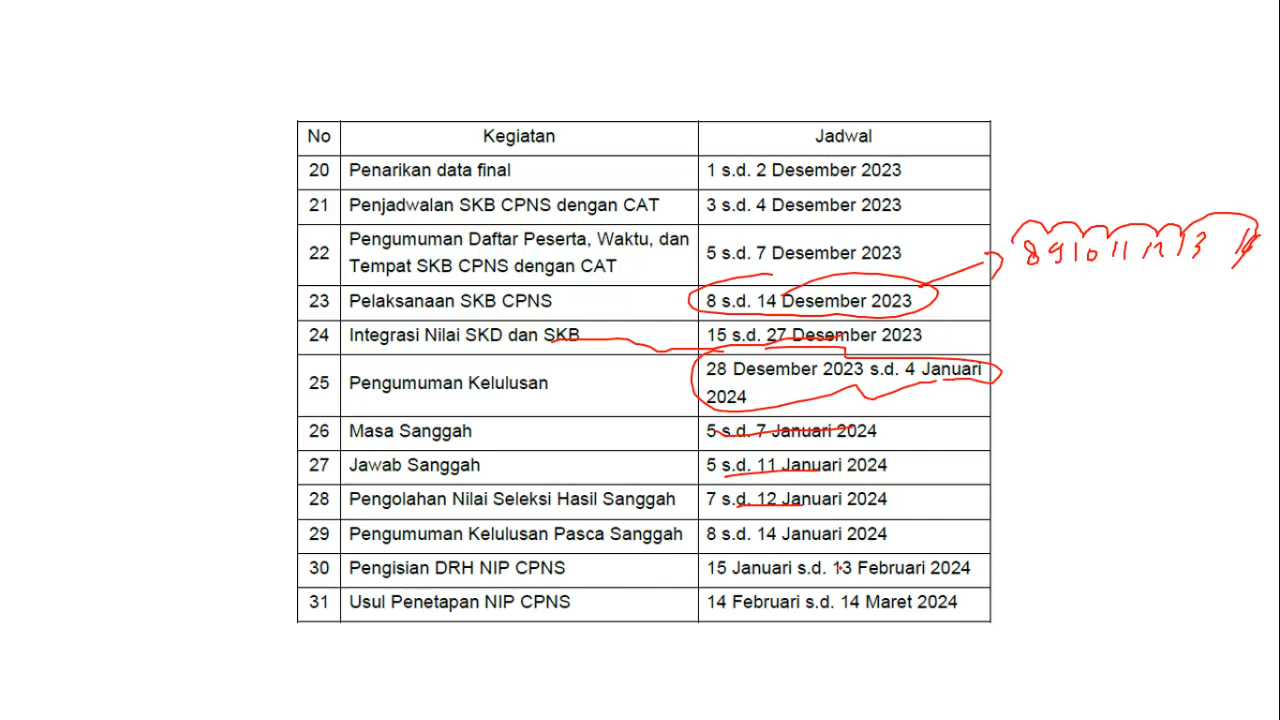 No Kegiatan Jadwal
20 Penarikan data final 1 s.d. 2 Desember 2023
21 Penjadwalan SKB CPNS dengan CAT 3 s.d. 4 Desember 2023
22 Pengumuman Daftar Peserta, Waktu, dan
Tempat SKB CPNS dengan CAT 5 s.d. 7 Desember 2023
8 9 10 11 12 13 14
23 Pelaksanaan SKB CPNS 8 s.d. 14 Desember 2023
24 Integrasi Nilai SKD dan SKB 15 s.d. 27 Desember 2023
25 Pengumuman Kelulusan 28 Desember 2023 s.d. 4 Januari
2024
26 Masa Sanggah 5 s.d. 7 Januari 2024
27 Jawab Sanggah 5 s.d. 11 Januari 2024
28 Pengolahan Nilai Seleksi Hasil Sanggah 7 s.d. 12 Januari 2024
29 Pengumuman Kelulusan Pasca Sanggah 8 s.d. 14 Januari 2024
30 Pengisian DRH NIP CPNS 15 Januari s.d. 13 Februari 2024
31 Usul Penetapan NIP CPNS 14 Februari s.d. 14 Maret 2024